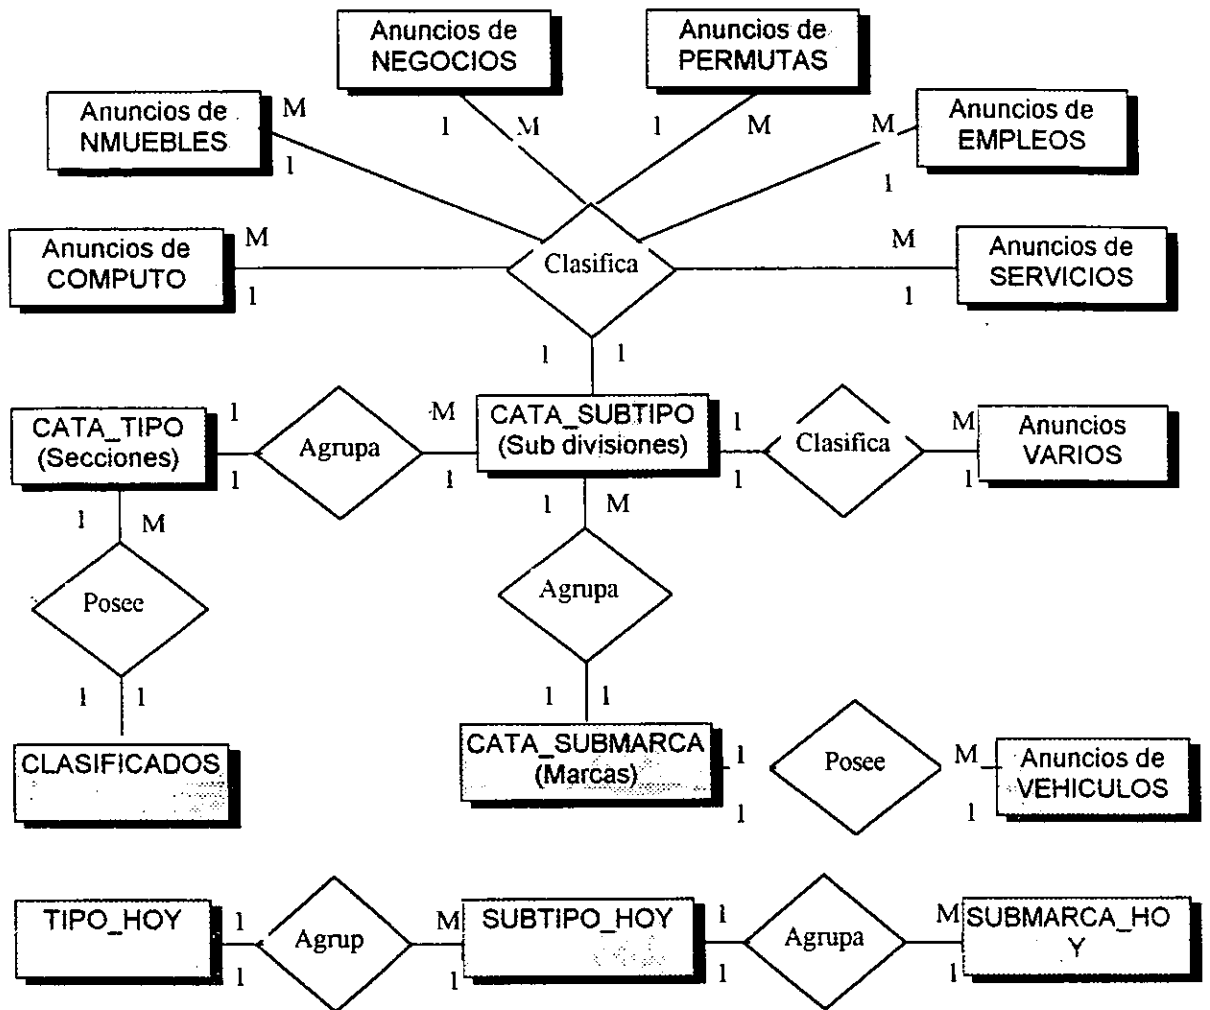 Anuncios de
NEGOCIOS
Anuncios de
PERMUTAS
Anuncios de
NMUEBLES
M
1
1
M
1
M
M
1
Anuncios de
EMPLEOS
Anuncios de
COMPUTO
M
1
Clasifica
M
1
Anuncios de
SERVICIOS
1
1
CATA_TIPO
(Secciones)
1
1
Agrupa
M
1
CATA_SUBTIPO
(Sub divisiones)
1
1
Clasifica
M
1
Anuncios
VARIOS
1
M
1
M
Posee
Agrupa
1
1
1
1
CLASIFICADOS
CATA_SUBMARCA
(Marcas)
1
1
Posee
M
1
Anuncios de
VEHICULOS
TIPO_HOY
1
1
Agrup
M
1
SUBTIPO_HOY
1
1
Agrupa
M
1
SUBMARCA_HO
Y